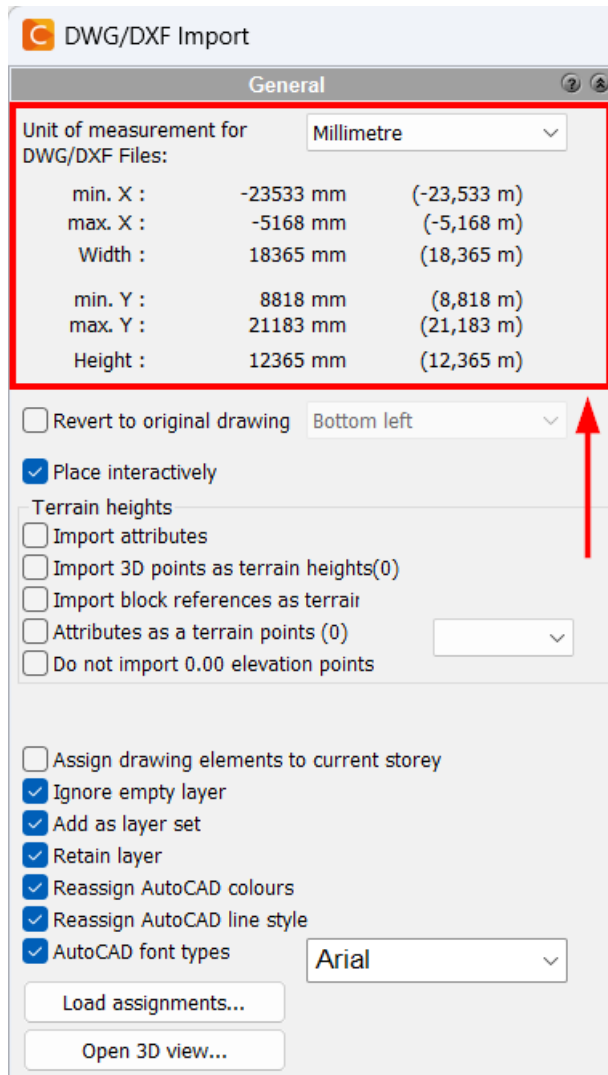 DWG/DXF Import
General
Unit of measurement for Millimetre
DWG/DXF Files:
min. X : -23533 mm (-23,533 m)
max. X : -5168 mm (-5,168 m)
Width : 18365 mm (18,365 m)
min. Y : 8818 mm (8,818 m)
max. Y : 21183 mm (21,183 m)
Height : 12365 mm (12,365 m)
Revert to original drawing Bottom left
Place interactively
Terrain heights
Import attributes
Import 3D points as terrain heights(0)
Import block references as terrain
Attributes as a terrain points (0)
Do not import 0.00 elevation points
Assign drawing elements to current storey
Ignore empty layer
Add as layer set
Retain layer
Reassign AutoCAD colours
Reassign AutoCAD line style
AutoCAD font types Arial
Load assignments...
Open 3D view...